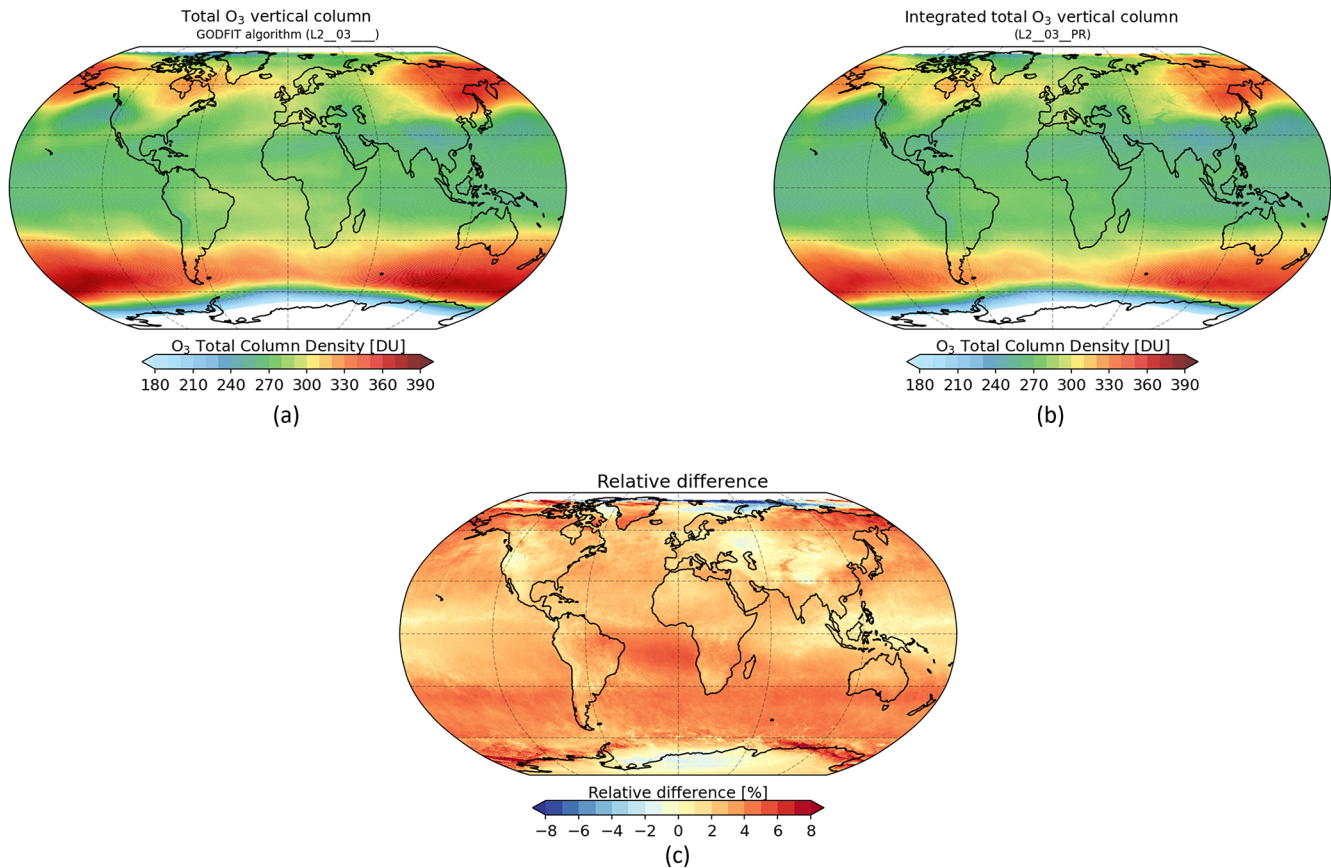 Total O₃ vertical column
GODFIT algorithm (L2__03____)
O₃ Total Column Density [DU]
180 210 240 270 300 330 360 390
(a)
Integrated total O₃ vertical column
(L2__03__PR)
O₃ Total Column Density [DU]
180 210 240 270 300 330 360 390
(b)
Relative difference
Relative difference [%]
−8 −6 −4 −2 0 2 4 6 8
(c)